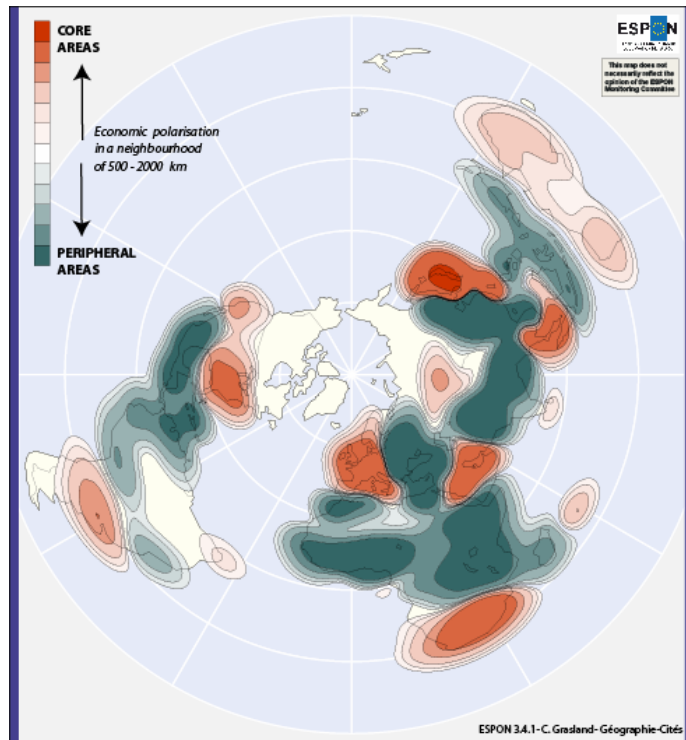 CORE
AREAS
Economic polarisation
in a neighbourhood
of 500 - 2000 km
PERIPHERAL
AREAS
ESPON
This map does not
necessarily reflect the
opinion of the ESPON
Monitoring Committee
ESPON 3.4.1- C. Grasland- Géographie-Cités